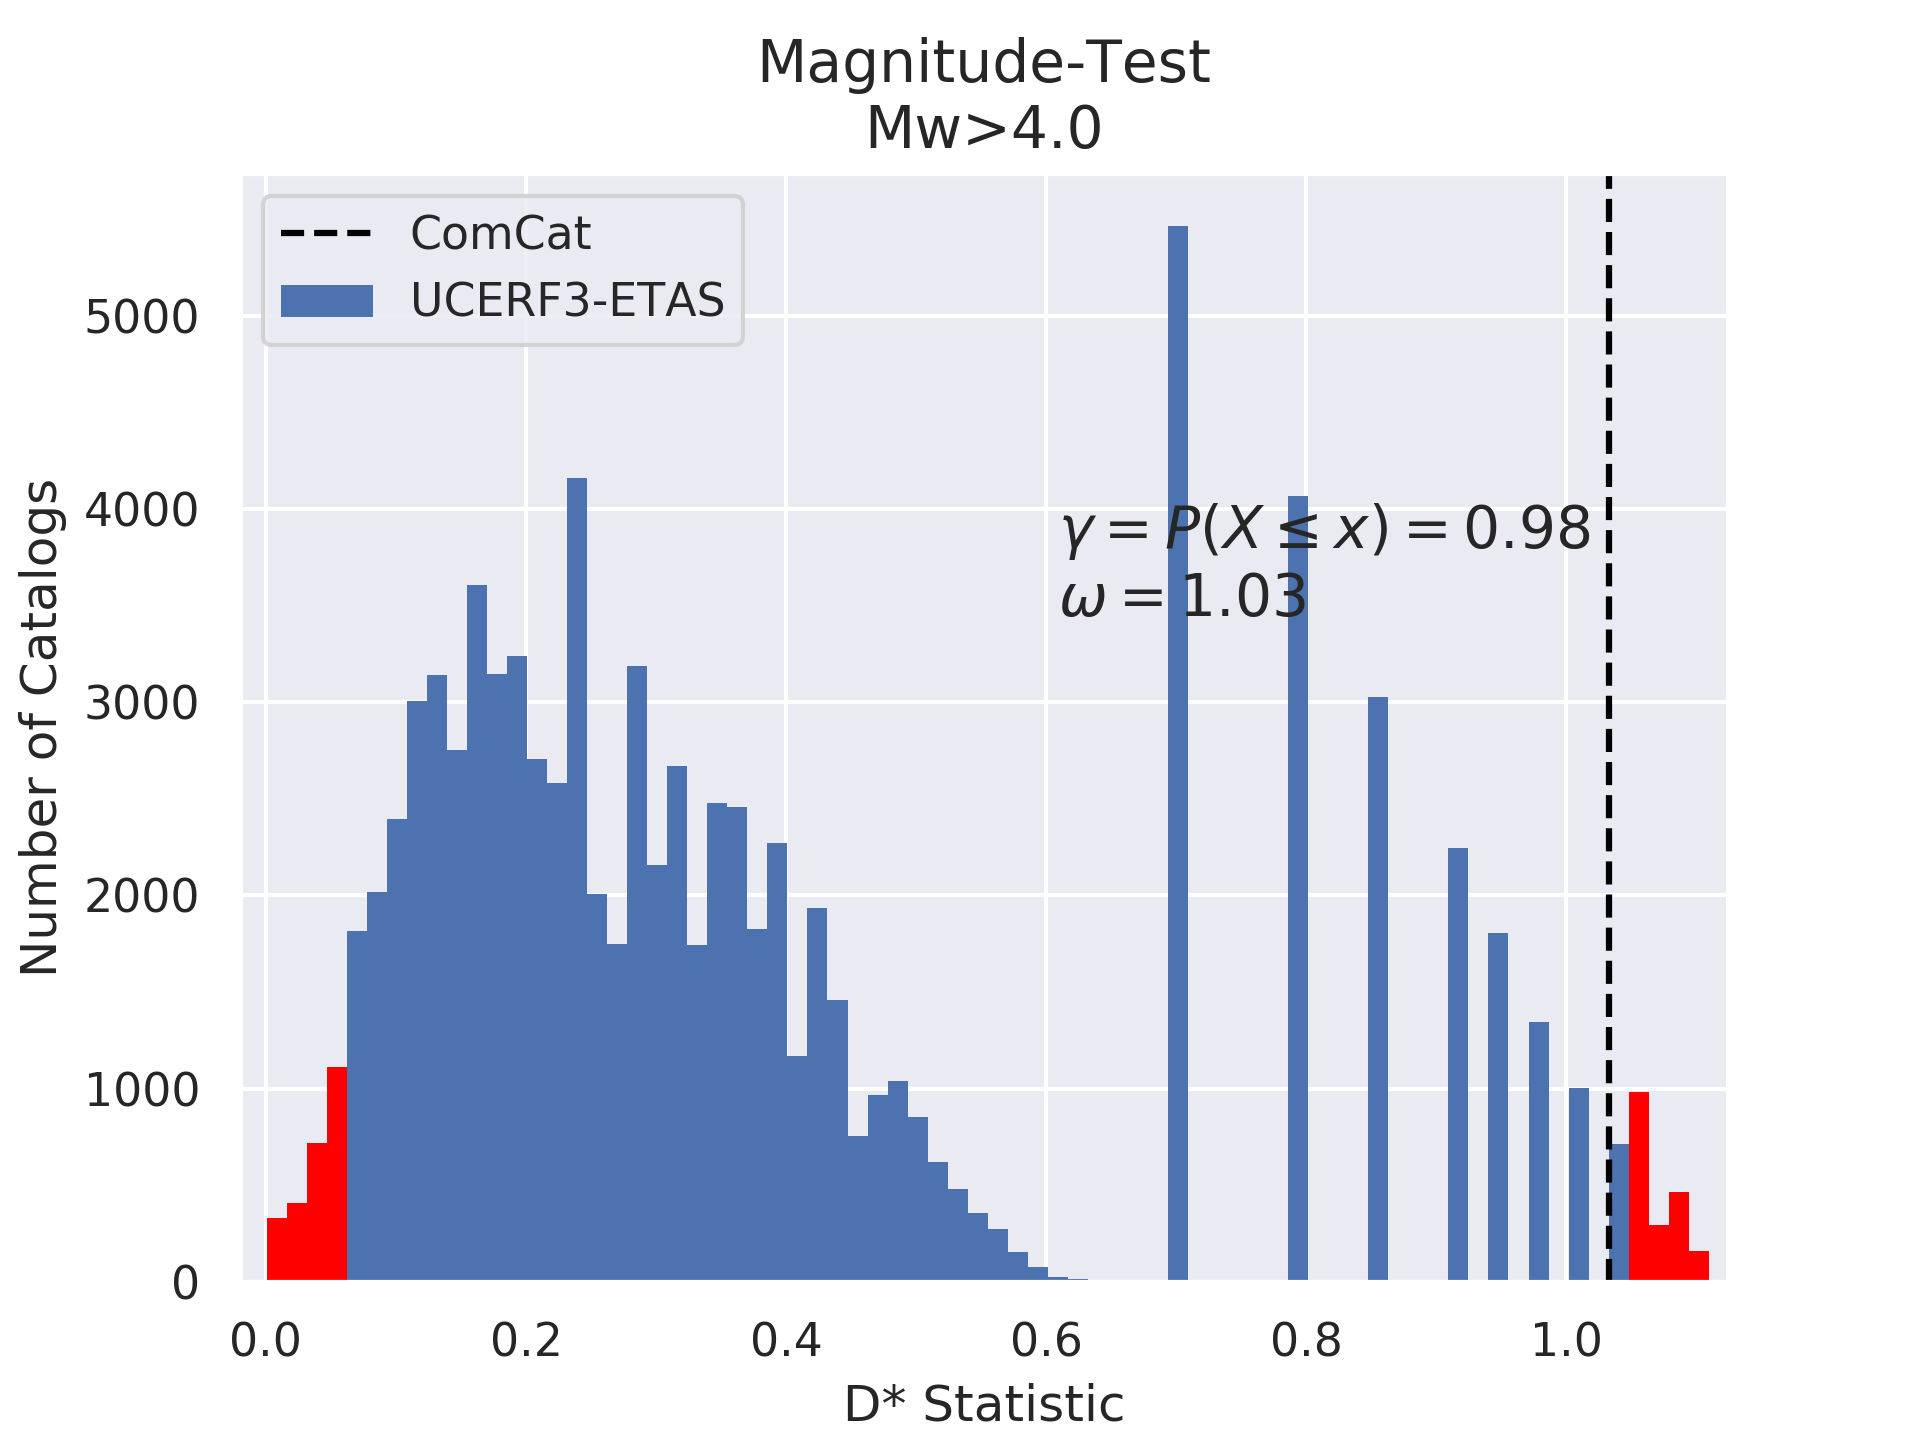 Magnitude-Test
Mw>4.0
ComCat
UCERF3-ETAS
γ = P(X ≤ x) = 0.98
ω = 1.03
Number of Catalogs
5000
4000
3000
2000
1000
0
0.0 0.2 0.4 0.6 0.8 1.0
D* Statistic